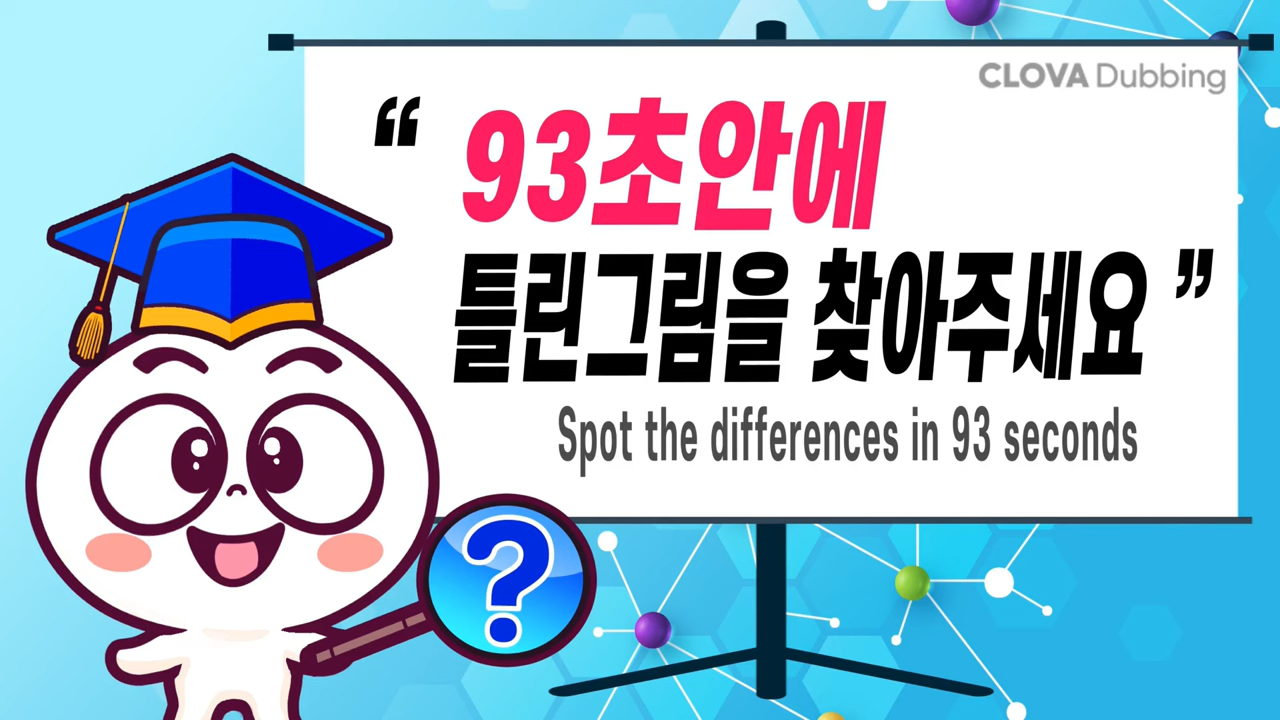 CLOVA Dubbing
“ 93초안에
틀린그림을 찾아주세요 ”
Spot the differences in 93 seconds
?